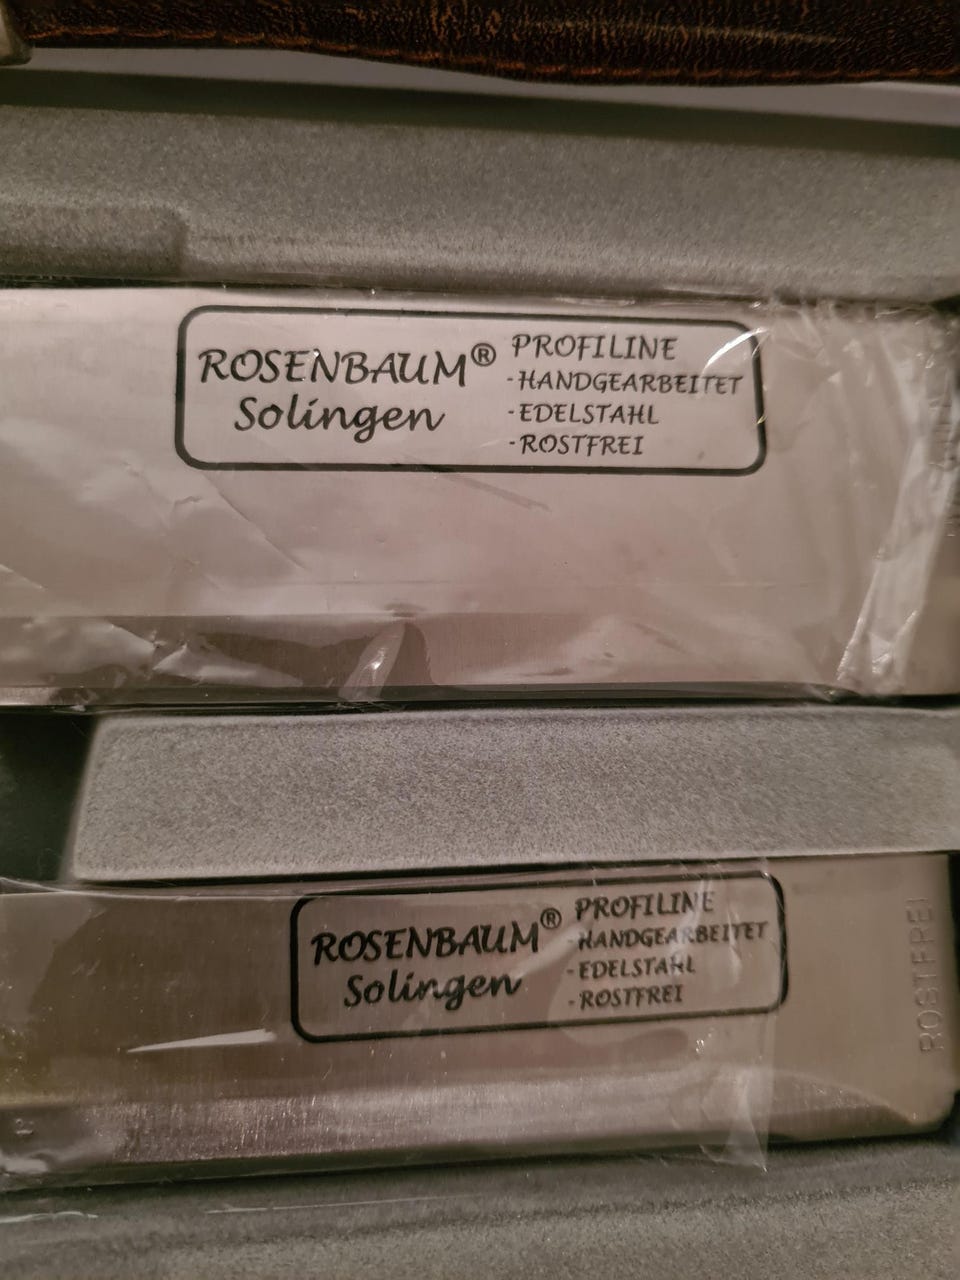 ROSENBAUM®
Solingen
PROFILINE
-HANDGEARBEITET
-EDELSTAHL
-ROSTFREI
ROSENBAUM®
Solingen
PROFILINE
-HANDGEARBEITET
-EDELSTAHL
-ROSTFREI
ROSTFREI